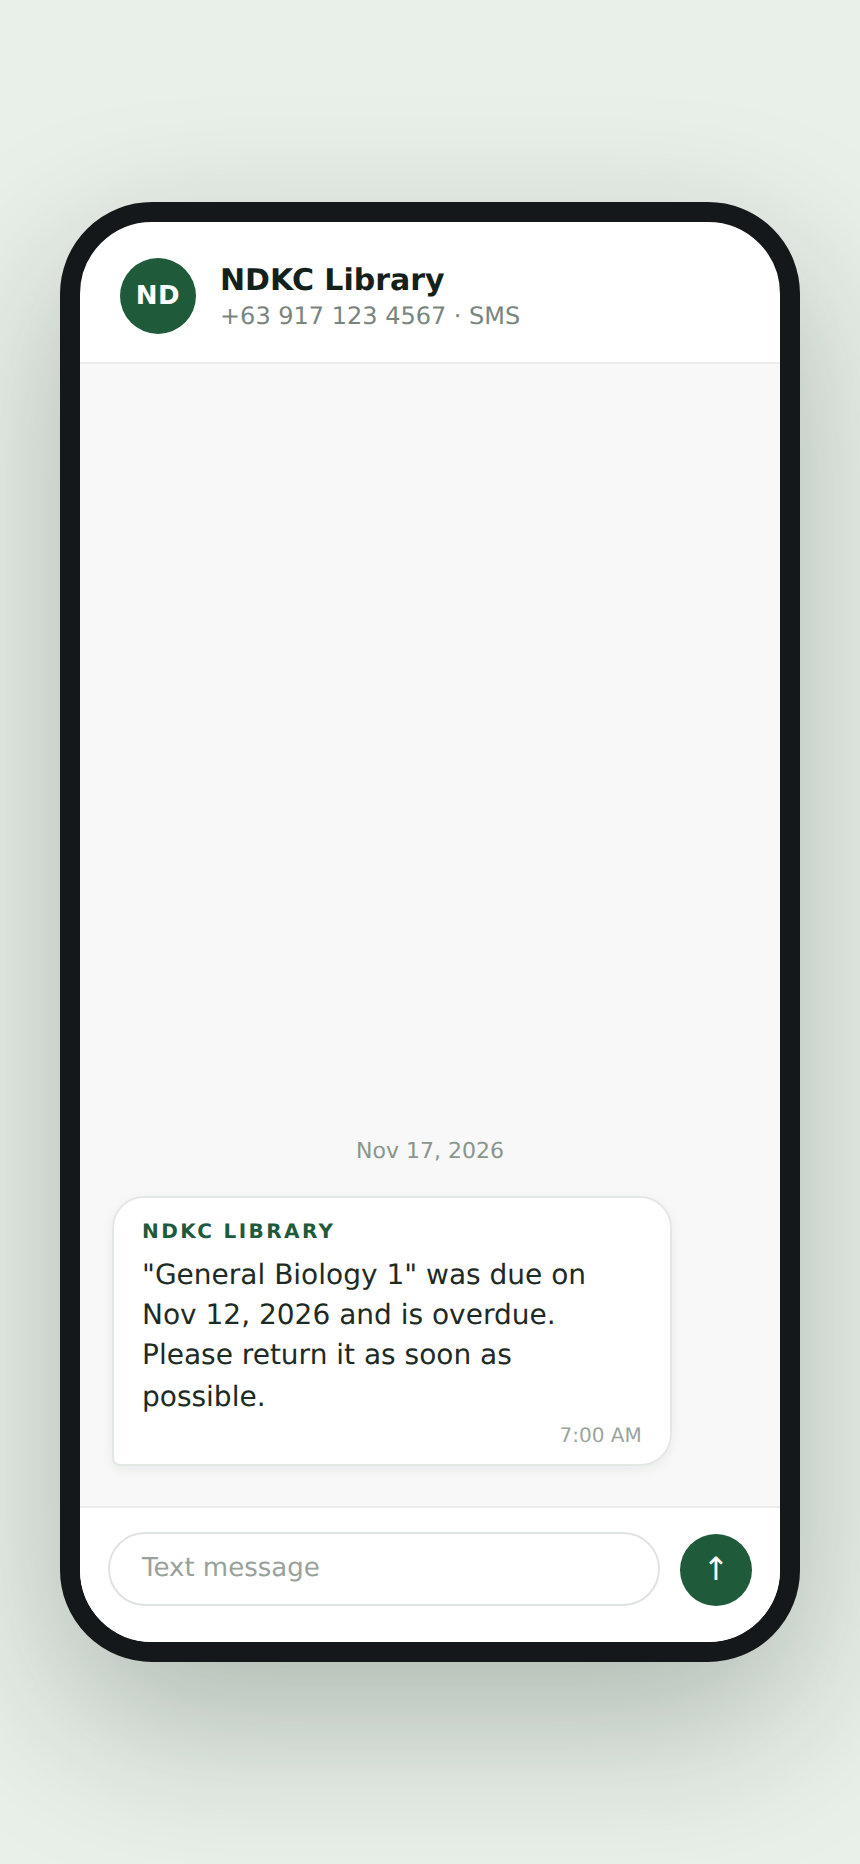 ND
NDKC Library
+63 917 123 4567 · SMS
Nov 17, 2026
NDKC LIBRARY
"General Biology 1" was due on
Nov 12, 2026 and is overdue.
Please return it as soon as
possible.
7:00 AM
Text message
↑